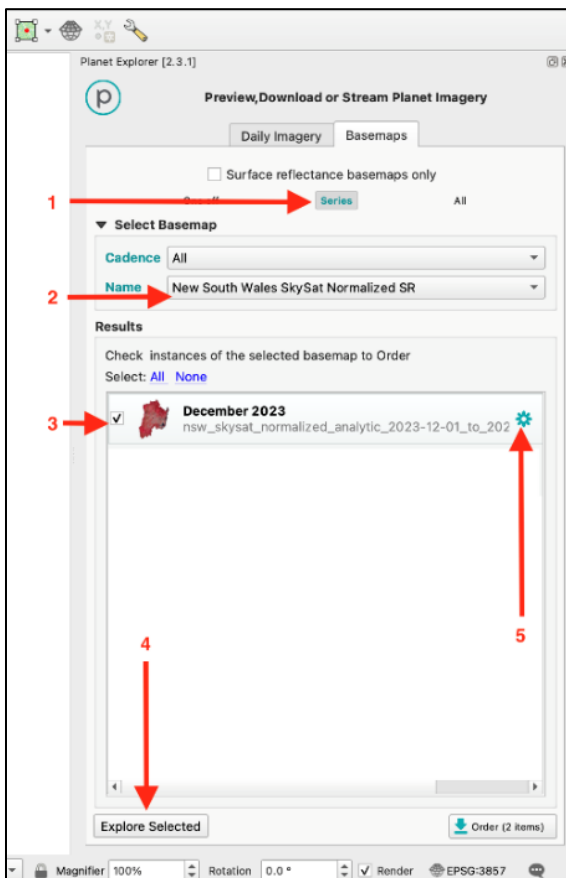 X,Y
Planet Explorer [2.3.1]
p
Preview,Download or Stream Planet Imagery
Daily Imagery Basemaps
Surface reflectance basemaps only
1 Series All
Select Basemap
Cadence All
2 Name New South Wales SkySat Normalized SR
Results
Check instances of the selected basemap to Order
Select: All None
3 December 2023
nsw_skysat_normalized_analytic_2023-12-01_to_202
5
4
Explore Selected Order (2 items)
Magnifier 100% Rotation 0.0 ° Render EPSG:3857